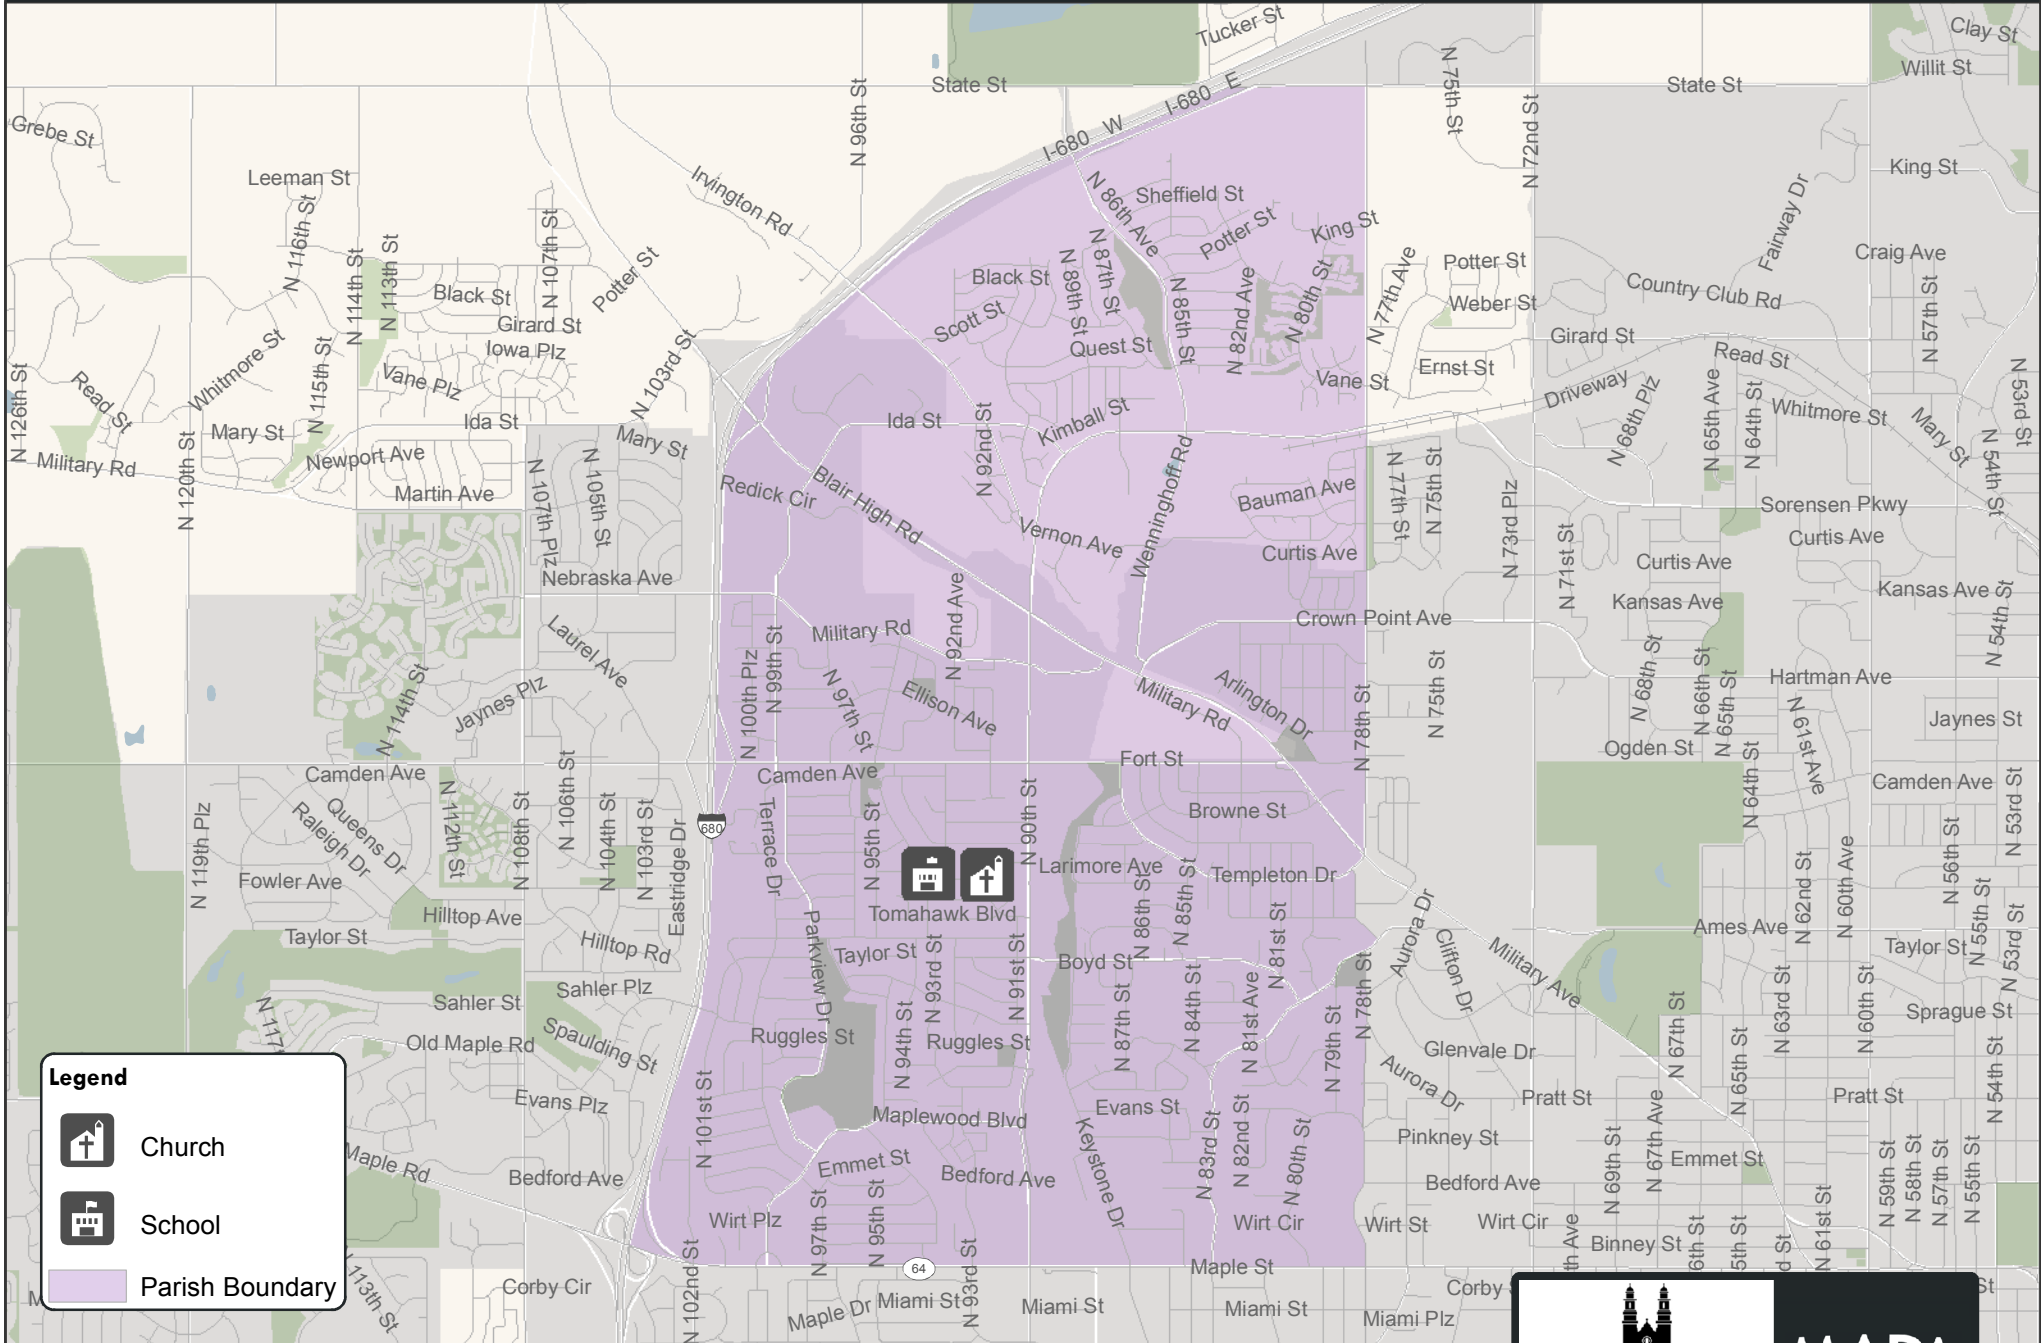 Tucker St
Clay St
Willit St
State St
State St
I-680 E
I-680 W
N 75th St
N 96th St
N 72nd St
Grebe St
Leeman St
Irvington Rd
King St
N 86th Ave
Sheffield St
Fairway Dr
N 116th St
N 107th St
Potter St
King St
N 114th St
N 113th St
Potter St
N 87th St
N 89th St
Black St
N 77th Ave
Potter St
Craig Ave
Black St
N 85th St
N 82nd Ave
N 80th St
Weber St
Country Club Rd
N 57th St
Girard St
Scott St
Girard St
Iowa Plz
Quest St
Read St
Whitmore St
N 115th St
N 103rd St
Vane Plz
Vane St
Ernst St
Driveway
N 126th St
Read St
N 53rd St
N 68th Plz
N 65th Ave
N 64th St
Whitmore St
Mary St
Ida St
Ida St
N 92nd St
Kimball St
Mary St
Mary St
N 54th St
Military Rd
N 120th St
Newport Ave
N 107th Plz
N 105th St
Martin Ave
Redick Cir
Blair High Rd
Wenninghoff Rd
Bauman Ave
N 77th St
N 75th St
N 73rd Plz
Sorensen Pkwy
Vernon Ave
Curtis Ave
N 71st St
Curtis Ave
Curtis Ave
Nebraska Ave
N 92nd Ave
Kansas Ave
Kansas Ave
Crown Point Ave
N 54th St
Laurel Ave
Military Rd
N 100th Plz
N 99th St
N 97th St
N 114th St
Jaynes Plz
Ellison Ave
Military Rd
Arlington Dr
N 78th St
N 75th St
N 68th St
N 66th St
N 65th St
Hartman Ave
N 61st Ave
Jaynes St
Ogden St
Fort St
Camden Ave
Camden Ave
Camden Ave
N 64th St
N 119th Plz
Queens Dr
Raleigh Dr
N 112th St
N 108th St
N 106th St
N 104th St
N 103rd St
Eastridge Dr
680
Terrace Dr
N 95th St
N 90th St
Browne St
N 53rd St
N 56th St
Fowler Ave
Larimore Ave
Templeton Dr
N 62nd St
N 60th Ave
Hilltop Ave
Tomahawk Blvd
N 86th St
N 85th St
N 81st St
Aurora Dr
N 55th St
N 53rd St
Taylor St
Hilltop Rd
Parkview Dr
Taylor St
N 93rd St
N 91st St
Boyd St
Clifton Dr
Military Ave
Ames Ave
Taylor St
N 117t
Sahler St
Sahler Plz
N 87th St
N 84th St
N 81st Ave
N 78th St
N 67th St
N 63rd St
N 60th St
Sprague St
Old Maple Rd
Spaulding St
Ruggles St
N 94th St
Ruggles St
N 79th St
Glenvale Dr
N 65th St
N 54th St
Legend
Evans Plz
N 101st St
Maplewood Blvd
Evans St
Aurora Dr
Pratt St
Pratt St
Church
Maple Rd
Bedford Ave
Emmet St
Bedford Ave
Keystone Dr
N 83rd St
N 82nd St
N 80th St
Pinkney St
Bedford Ave
N 69th St
N 67th Ave
Emmet St
N 59th St
N 58th St
N 57th St
N 55th St
School
Wirt Plz
N 97th St
N 95th St
Wirt Cir
Wirt St
Wirt Cir
th Ave
Binney St
6th St
5th St
d St
N 61st St
Parish Boundary
N 113th St
Corby Cir
N 102nd St
64
N 93rd St
Maple St
Maple Dr
Miami St
Miami St
Miami St
Miami Plz
Corby
St